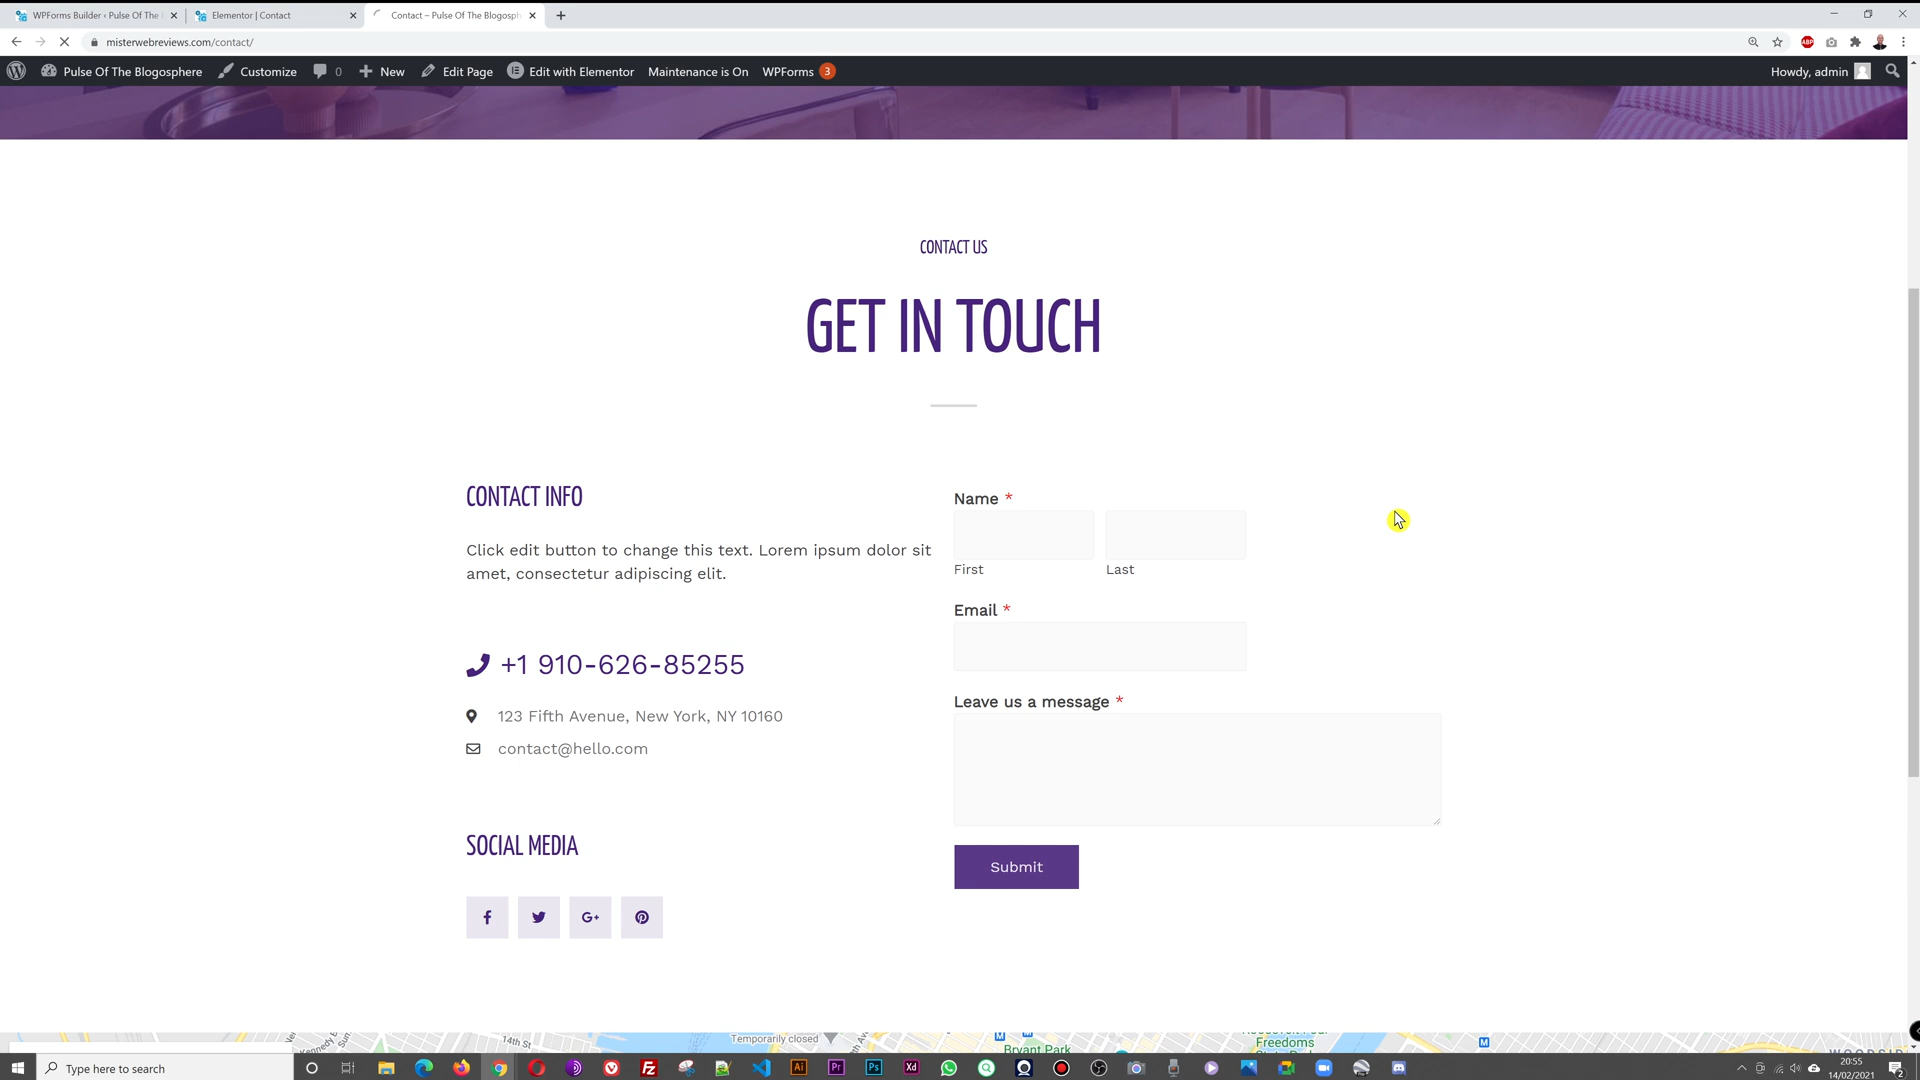 WPForms Builder ‹ Pulse Of The
Elementor | Contact
Contact – Pulse Of The Blogosph
misterwebreviews.com/contact/
ABP
Pulse Of The Blogosphere
Customize
0
New
Edit Page
Edit with Elementor
Maintenance is On
WPForms 3
Howdy, admin
CONTACT US
GET IN TOUCH
CONTACT INFO
Click edit button to change this text. Lorem ipsum dolor sit
amet, consectetur adipiscing elit.
+1 910-626-85255
123 Fifth Avenue, New York, NY 10160
contact@hello.com
SOCIAL MEDIA
Name *
First
Last
Email *
Leave us a message *
Submit
14th St
Temporarily closed
Bryant Park
Freedoms
Type here to search
20:55
14/02/2021